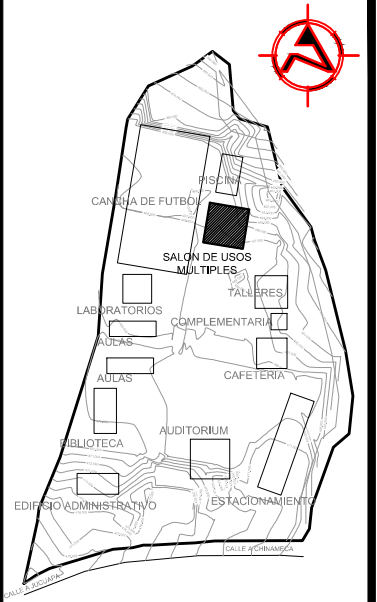 PISCINA
CANCHA DE FUTBOL
SALON DE USOS
MULTIPLES
TALLERES
LABORATORIOS
COMPLEMENTARIA
AULAS
CAFETERIA
AULAS
AUDITORIUM
BIBLIOTECA
ESTACIONAMIENTO
EDIFICIO ADMINISTRATIVO
CALLE A CHINAMECA
CALLE A JUCUAPA